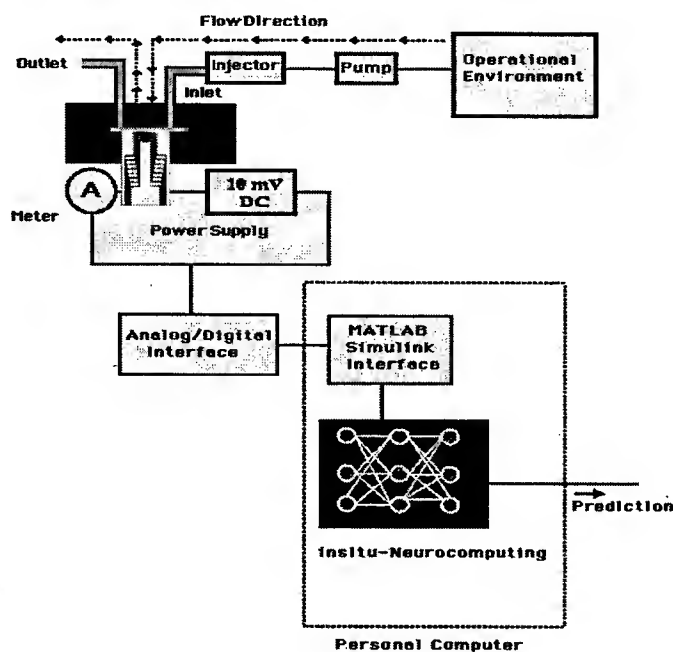 Flow Direction
Outlet
Injector
Pump
Operational
Environment
Inlet
A
10 mV
DC
Meter
Power Supply
Analog/Digital
Interface
MATLAB
Simulink
Interface
Prediction
insitu-Neurocomputing
Personal Computer